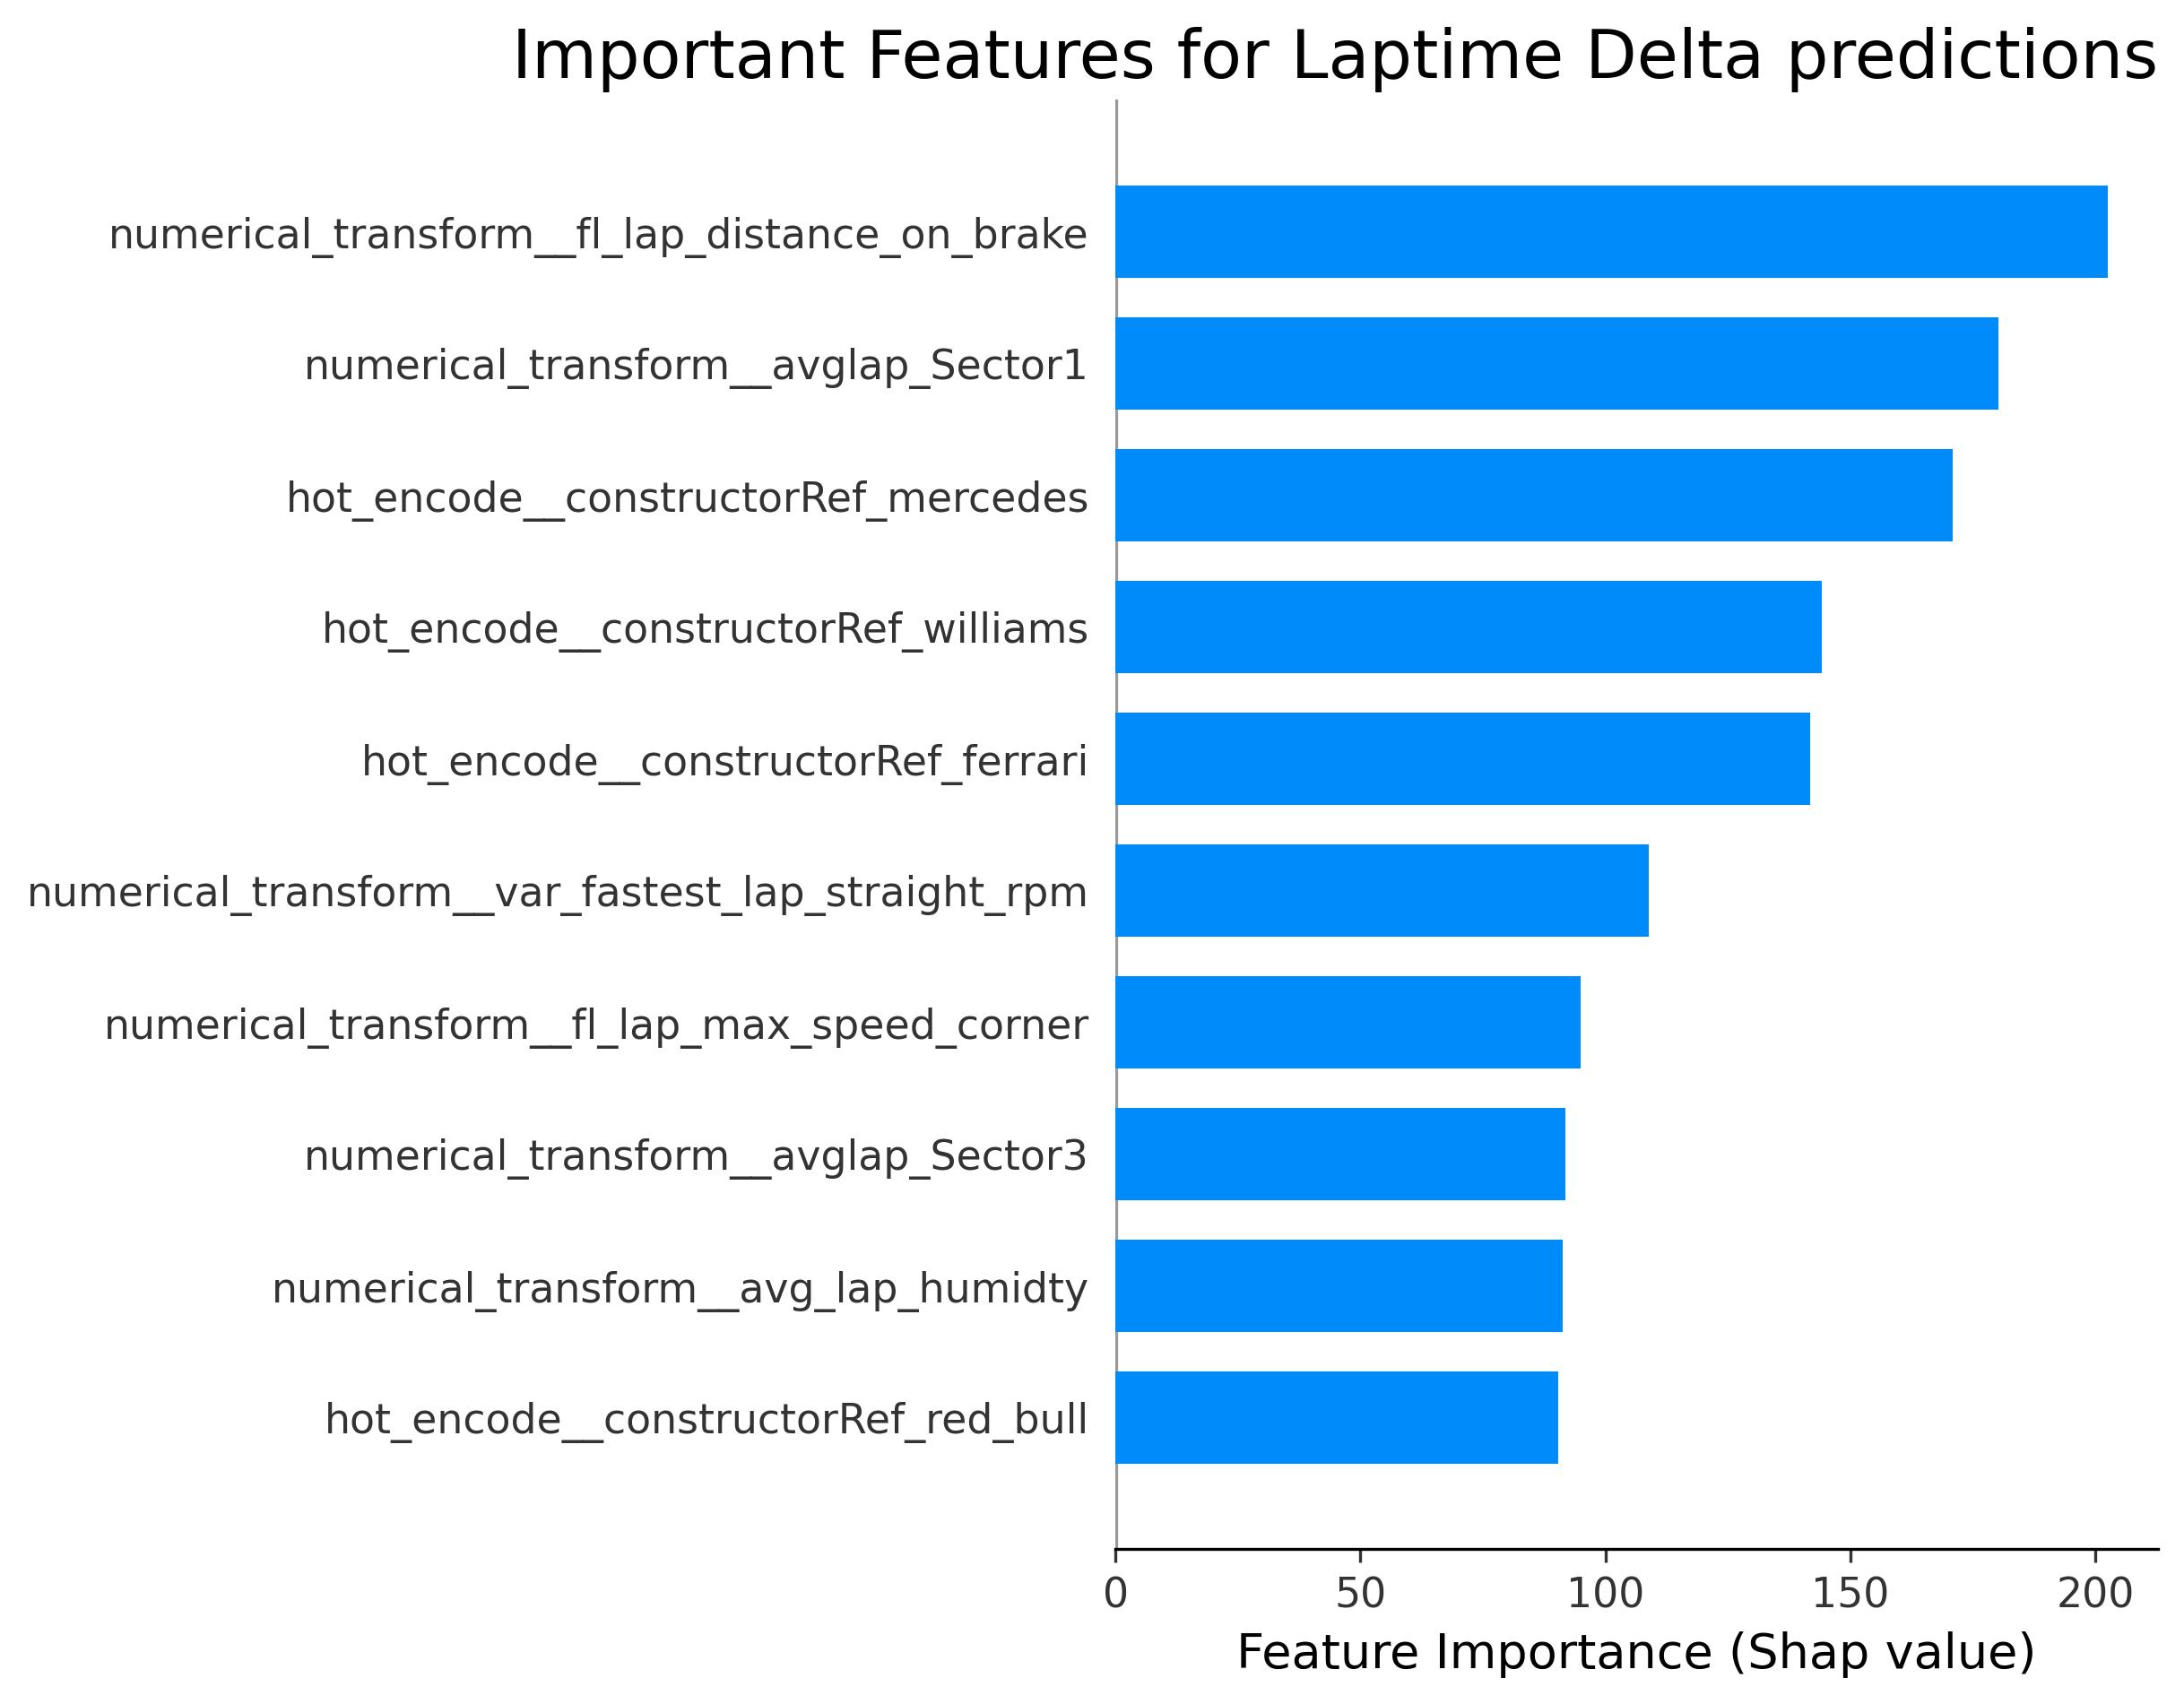 Important Features for Laptime Delta predictions
numerical_transform__fl_lap_distance_on_brake
numerical_transform__avglap_Sector1
hot_encode__constructorRef_mercedes
hot_encode__constructorRef_williams
hot_encode__constructorRef_ferrari
numerical_transform__var_fastest_lap_straight_rpm
numerical_transform__fl_lap_max_speed_corner
numerical_transform__avglap_Sector3
numerical_transform__avg_lap_humidty
hot_encode__constructorRef_red_bull
0 50 100 150 200
Feature Importance (Shap value)